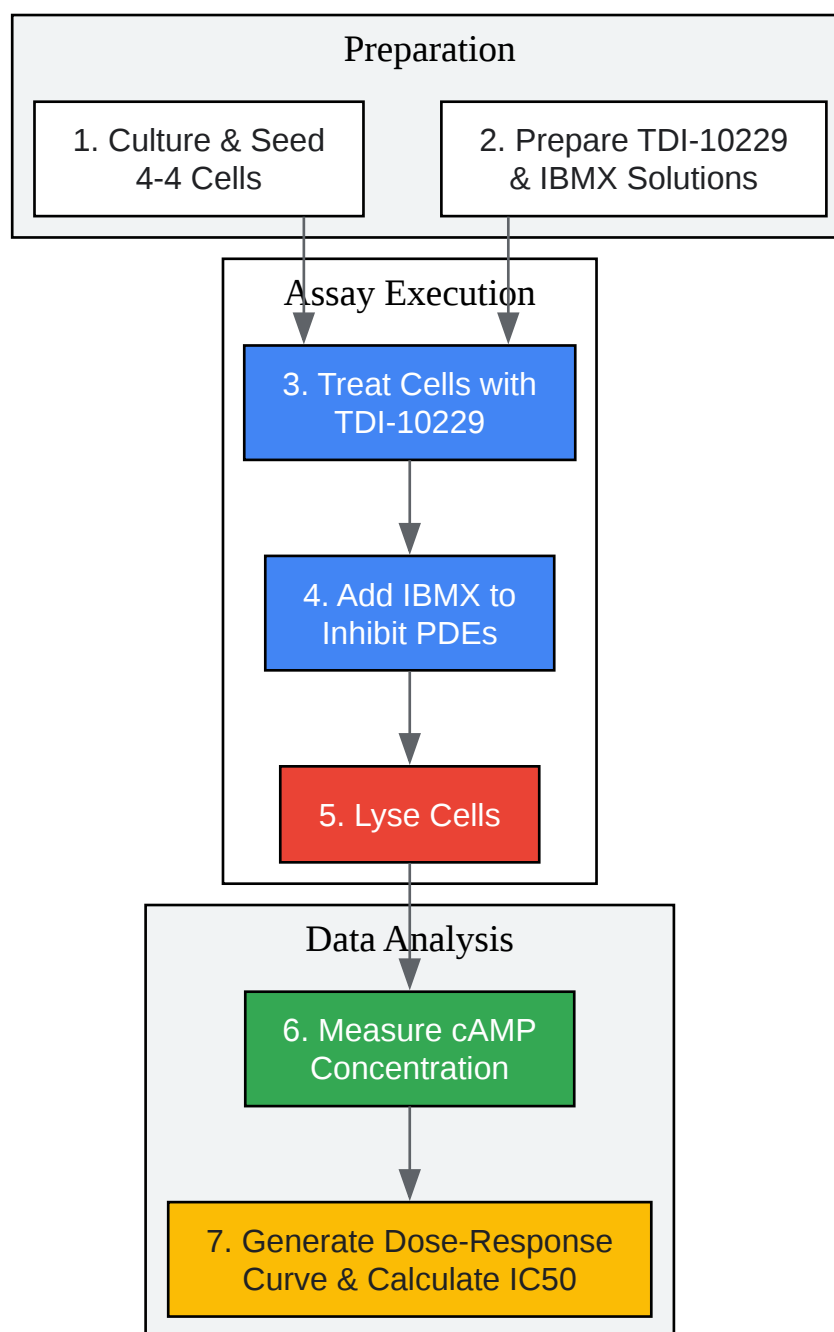 Preparation
1. Culture & Seed
4-4 Cells
2. Prepare TDI-10229
& IBMX Solutions
Assay Execution
3. Treat Cells with
TDI-10229
4. Add IBMX to
Inhibit PDEs
5. Lyse Cells
Data Analysis
6. Measure cAMP
Concentration
7. Generate Dose-Response
Curve & Calculate IC50